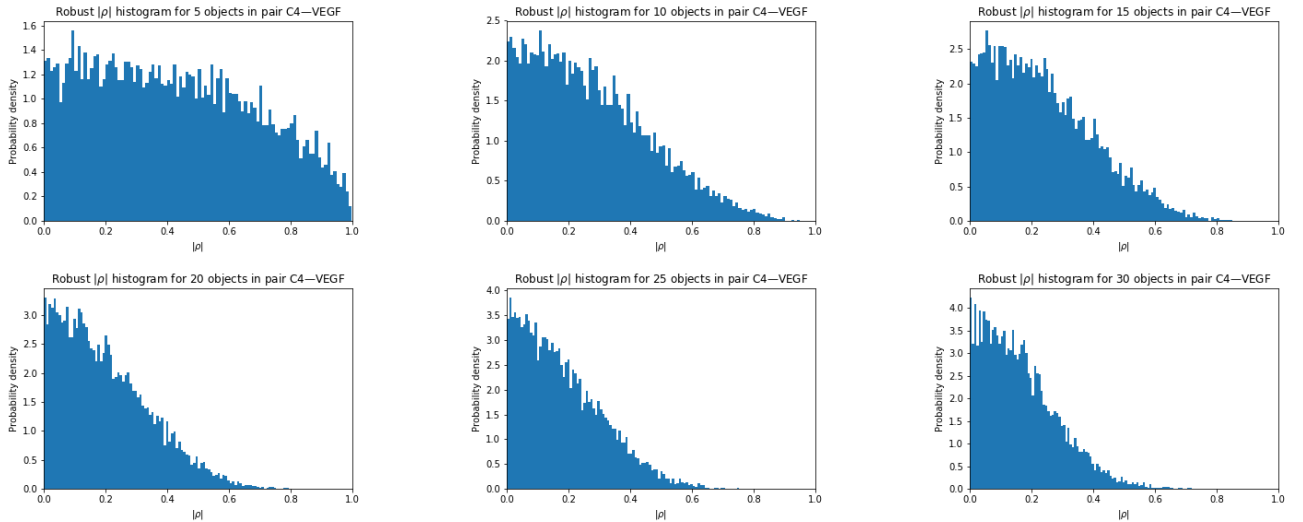 Robust |ρ| histogram for 5 objects in pair C4—VEGF
1.6
1.4
1.2
1.0
0.8
0.6
0.4
0.2
0.0
Probability density
0.0 0.2 0.4 0.6 0.8 1.0
|ρ|
Robust |ρ| histogram for 10 objects in pair C4—VEGF
2.5
2.0
1.5
1.0
0.5
0.0
Probability density
0.0 0.2 0.4 0.6 0.8 1.0
|ρ|
Robust |ρ| histogram for 15 objects in pair C4—VEGF
2.5
2.0
1.5
1.0
0.5
0.0
Probability density
0.0 0.2 0.4 0.6 0.8 1.0
|ρ|
Robust |ρ| histogram for 20 objects in pair C4—VEGF
3.0
2.5
2.0
1.5
1.0
0.5
0.0
Probability density
0.0 0.2 0.4 0.6 0.8 1.0
|ρ|
Robust |ρ| histogram for 25 objects in pair C4—VEGF
4.0
3.5
3.0
2.5
2.0
1.5
1.0
0.5
0.0
Probability density
0.0 0.2 0.4 0.6 0.8 1.0
|ρ|
Robust |ρ| histogram for 30 objects in pair C4—VEGF
4.0
3.5
3.0
2.5
2.0
1.5
1.0
0.5
0.0
Probability density
0.0 0.2 0.4 0.6 0.8 1.0
|ρ|